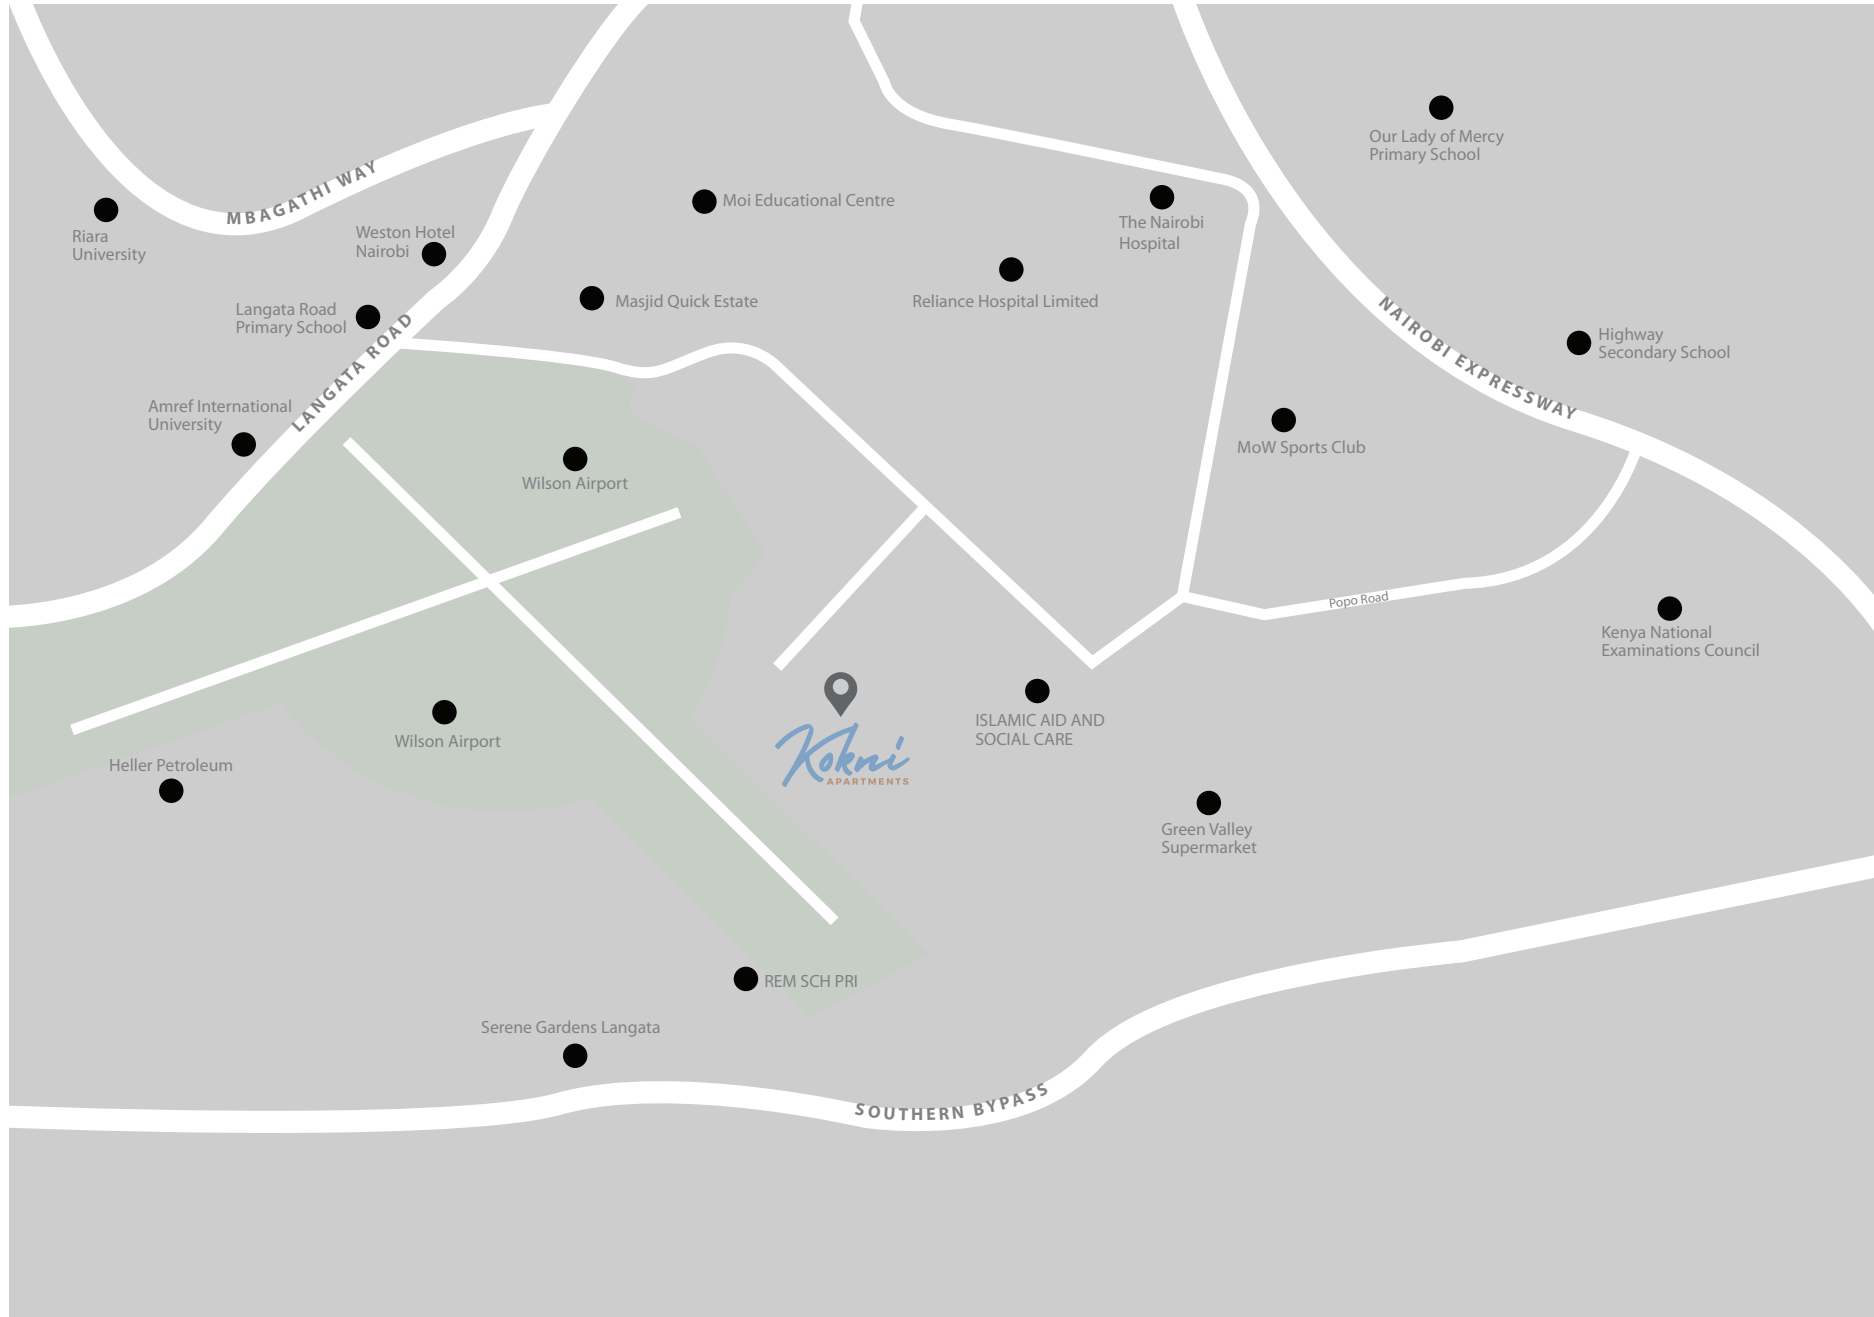 Our Lady of Mercy
Primary School
MBAGATHI WAY
Moi Educational Centre
The Nairobi
Hospital
Riara
University
Weston Hotel
Nairobi
Langata Road
Primary School
Masjid Quick Estate
Reliance Hospital Limited
NAIROBI EXPRESSWAY
Highway
Secondary School
LANGATA ROAD
Amref International
University
MoW Sports Club
Wilson Airport
Popo Road
Kenya National
Examinations Council
ISLAMIC AID AND
SOCIAL CARE
Wilson Airport
Kokni
APARTMENTS
Heller Petroleum
Green Valley
Supermarket
REM SCH PRI
Serene Gardens Langata
SOUTHERN BYPASS